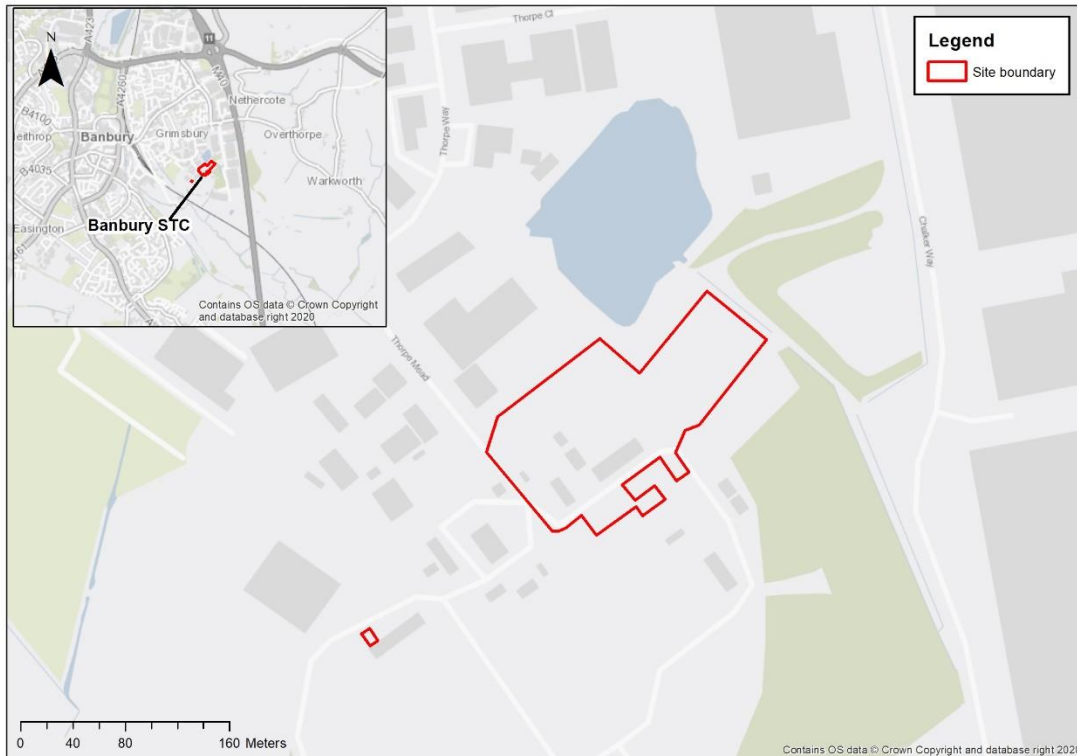 N
A423
A4260
11
M40
Nethercote
B4100
Grimsbury
Overthorpe
Banbury
B4035
Warkworth
Easington
Banbury STC
Contains OS data © Crown Copyright
and database right 2020
Thorpe Cl
Thorpe Way
Legend
Site boundary
Chalker Way
Thorpe Mead
0 40 80 160 Meters
Contains OS data © Crown Copyright and database right 2020